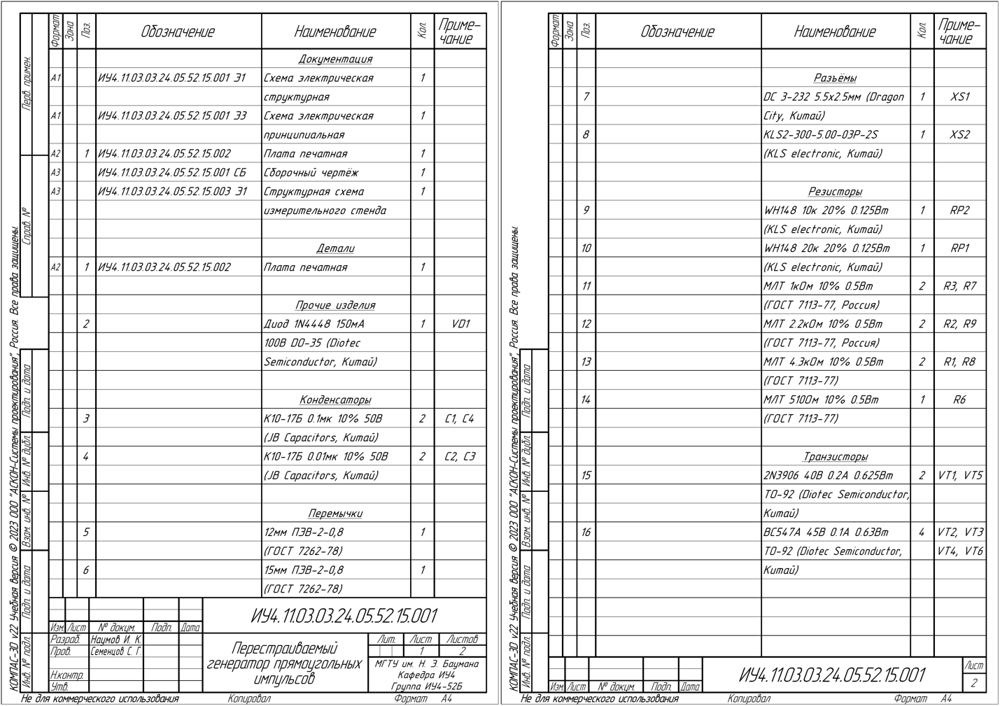 Формат Зона Поз. Обозначение Наименование Кол. Приме-
чание
Документация
А1 ИУ4.11.03.03.24.05.52.15.001 Э1 Схема электрическая 1
структурная
А1 ИУ4.11.03.03.24.05.52.15.001 Э3 Схема электрическая 1
принципиальная
А2 1 ИУ4.11.03.03.24.05.52.15.002 Плата печатная 1
А3 ИУ4.11.03.03.24.05.52.15.001 СБ Сборочный чертёж 1
А3 ИУ4.11.03.03.24.05.52.15.003 Э1 Структурная схема 1
измерительного стенда
Детали
А2 1 ИУ4.11.03.03.24.05.52.15.002 Плата печатная 1
Прочие изделия
2 Диод 1N4448 150мА 1 VD1
100В DO-35 (Diotec
Semiconductor, Китай)
Конденсаторы
3 К10-17Б 0.1мк 10% 50В 2 С1, С4
(JB Capacitors, Китай)
4 К10-17Б 0.01мк 10% 50В 2 С2, С3
(JB Capacitors, Китай)
Перемычки
5 12мм ПЭВ-2-0,8 1
(ГОСТ 7262-78)
6 15мм ПЭВ-2-0,8 1
(ГОСТ 7262-78)
Перв. примен.
Справ. №
Подп. и дата
Инв. № дубл.
Взам. инв. №
Подп. и дата
Инв. № подл.
КОМПАС-3D v22 Учебная версия © 2023 ООО "АСКОН-Системы проектирования", Россия. Все права защищены.
ИУ4.11.03.03.24.05.52.15.001
Изм. Лист № докум. Подп. Дата
Разраб. Наумов И. К.
Пров. Семенцов С. Г.
Н.контр.
Утв.
Перестраиваемый
генератор прямоугольных
импульсов
Лит. Лист Листов
1 2
МГТУ им. Н. Э. Баумана
Кафедра ИУ4
Группа ИУ4-52Б
Не для коммерческого использования Копировал Формат А4
Формат Зона Поз. Обозначение Наименование Кол. Приме-
чание
Разъёмы
7 DC 3-232 5.5x2.5мм (Dragon 1 XS1
City, Китай)
8 KLS2-300-5.00-03P-2S 1 XS2
(KLS electronic, Китай)
Резисторы
9 WH148 10к 20% 0.125Вт 1 RP2
(KLS electronic, Китай)
10 WH148 20к 20% 0.125Вт 1 RP1
(KLS electronic, Китай)
11 МЛТ 1кОм 10% 0.5Вт 2 R3, R7
(ГОСТ 7113-77, Россия)
12 МЛТ 2.2кОм 10% 0.5Вт 2 R2, R9
(ГОСТ 7113-77, Россия)
13 МЛТ 4.3кОм 10% 0.5Вт 2 R1, R8
(ГОСТ 7113-77)
14 МЛТ 510Ом 10% 0.5Вт 1 R6
(ГОСТ 7113-77)
Транзисторы
15 2N3906 40В 0.2А 0.625Вт 2 VT1, VT5
TO-92 (Diotec Semiconductor,
Китай)
16 BC547A 45В 0.1А 0.63Вт 4 VT2, VT3
TO-92 (Diotec Semiconductor, VT4, VT6
Китай)
Подп. и дата
Инв. № дубл.
Взам. инв. №
Подп. и дата
Инв. № подл.
КОМПАС-3D v22 Учебная версия © 2023 ООО "АСКОН-Системы проектирования", Россия. Все права защищены.
ИУ4.11.03.03.24.05.52.15.001
Лист
2
Изм. Лист № докум. Подп. Дата
Не для коммерческого использования Копировал Формат А4